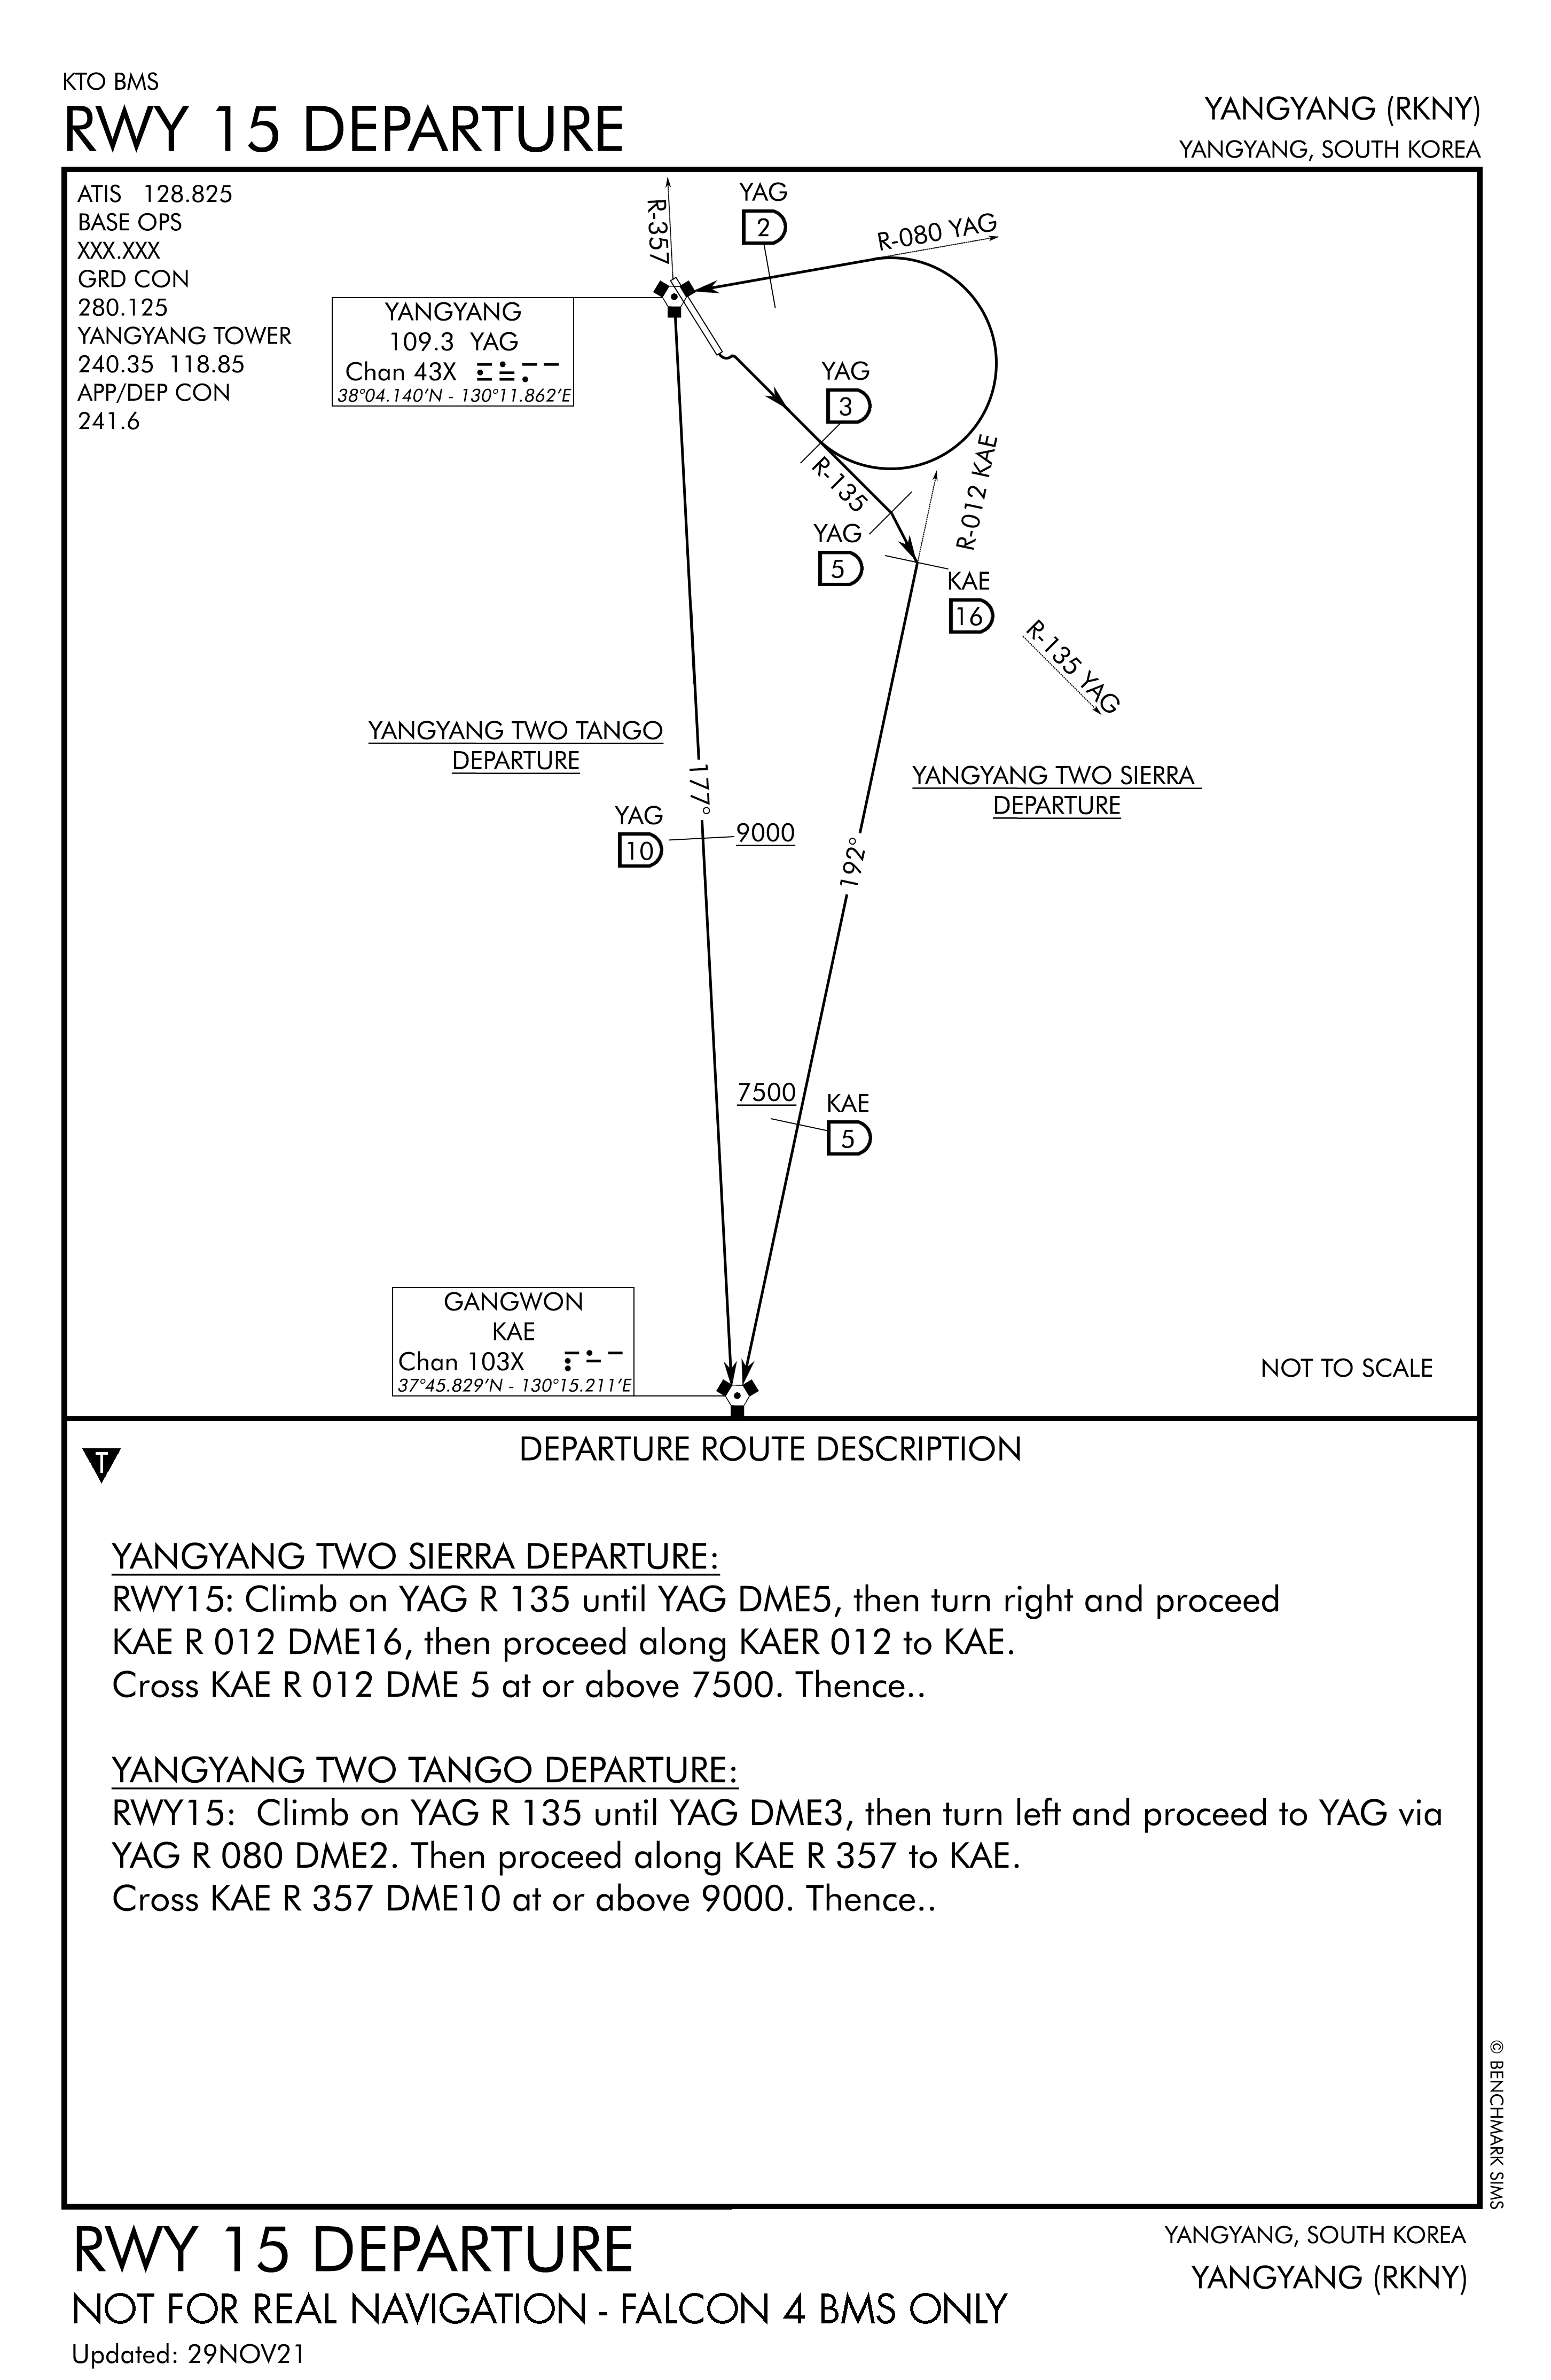 KTO BMS
RWY 15 DEPARTURE
YANGYANG (RKNY)
YANGYANG, SOUTH KOREA
ATIS 128.825
BASE OPS
XXX.XXX
GRD CON
280.125
YANGYANG TOWER
240.35 118.85
APP/DEP CON
241.6
R-357
YAG
2
R-080 YAG
YANGYANG
109.3 YAG
Chan 43X
38°04.140'N - 130°11.862'E
YAG
3
R-135
R-012 KAE
YAG
5
KAE
16
R-135 YAG
YANGYANG TWO TANGO
DEPARTURE
177°
YANGYANG TWO SIERRA
DEPARTURE
YAG
10
9000
192°
7500
KAE
5
GANGWON
KAE
Chan 103X
37°45.829'N - 130°15.211'E
NOT TO SCALE
T
DEPARTURE ROUTE DESCRIPTION
YANGYANG TWO SIERRA DEPARTURE:
RWY15: Climb on YAG R 135 until YAG DME5, then turn right and proceed
KAE R 012 DME16, then proceed along KAER 012 to KAE.
Cross KAE R 012 DME 5 at or above 7500. Thence..
YANGYANG TWO TANGO DEPARTURE:
RWY15: Climb on YAG R 135 until YAG DME3, then turn left and proceed to YAG via
YAG R 080 DME2. Then proceed along KAE R 357 to KAE.
Cross KAE R 357 DME10 at or above 9000. Thence..
© BENCHMARK SIMS
RWY 15 DEPARTURE
NOT FOR REAL NAVIGATION - FALCON 4 BMS ONLY
Updated: 29NOV21
YANGYANG, SOUTH KOREA
YANGYANG (RKNY)